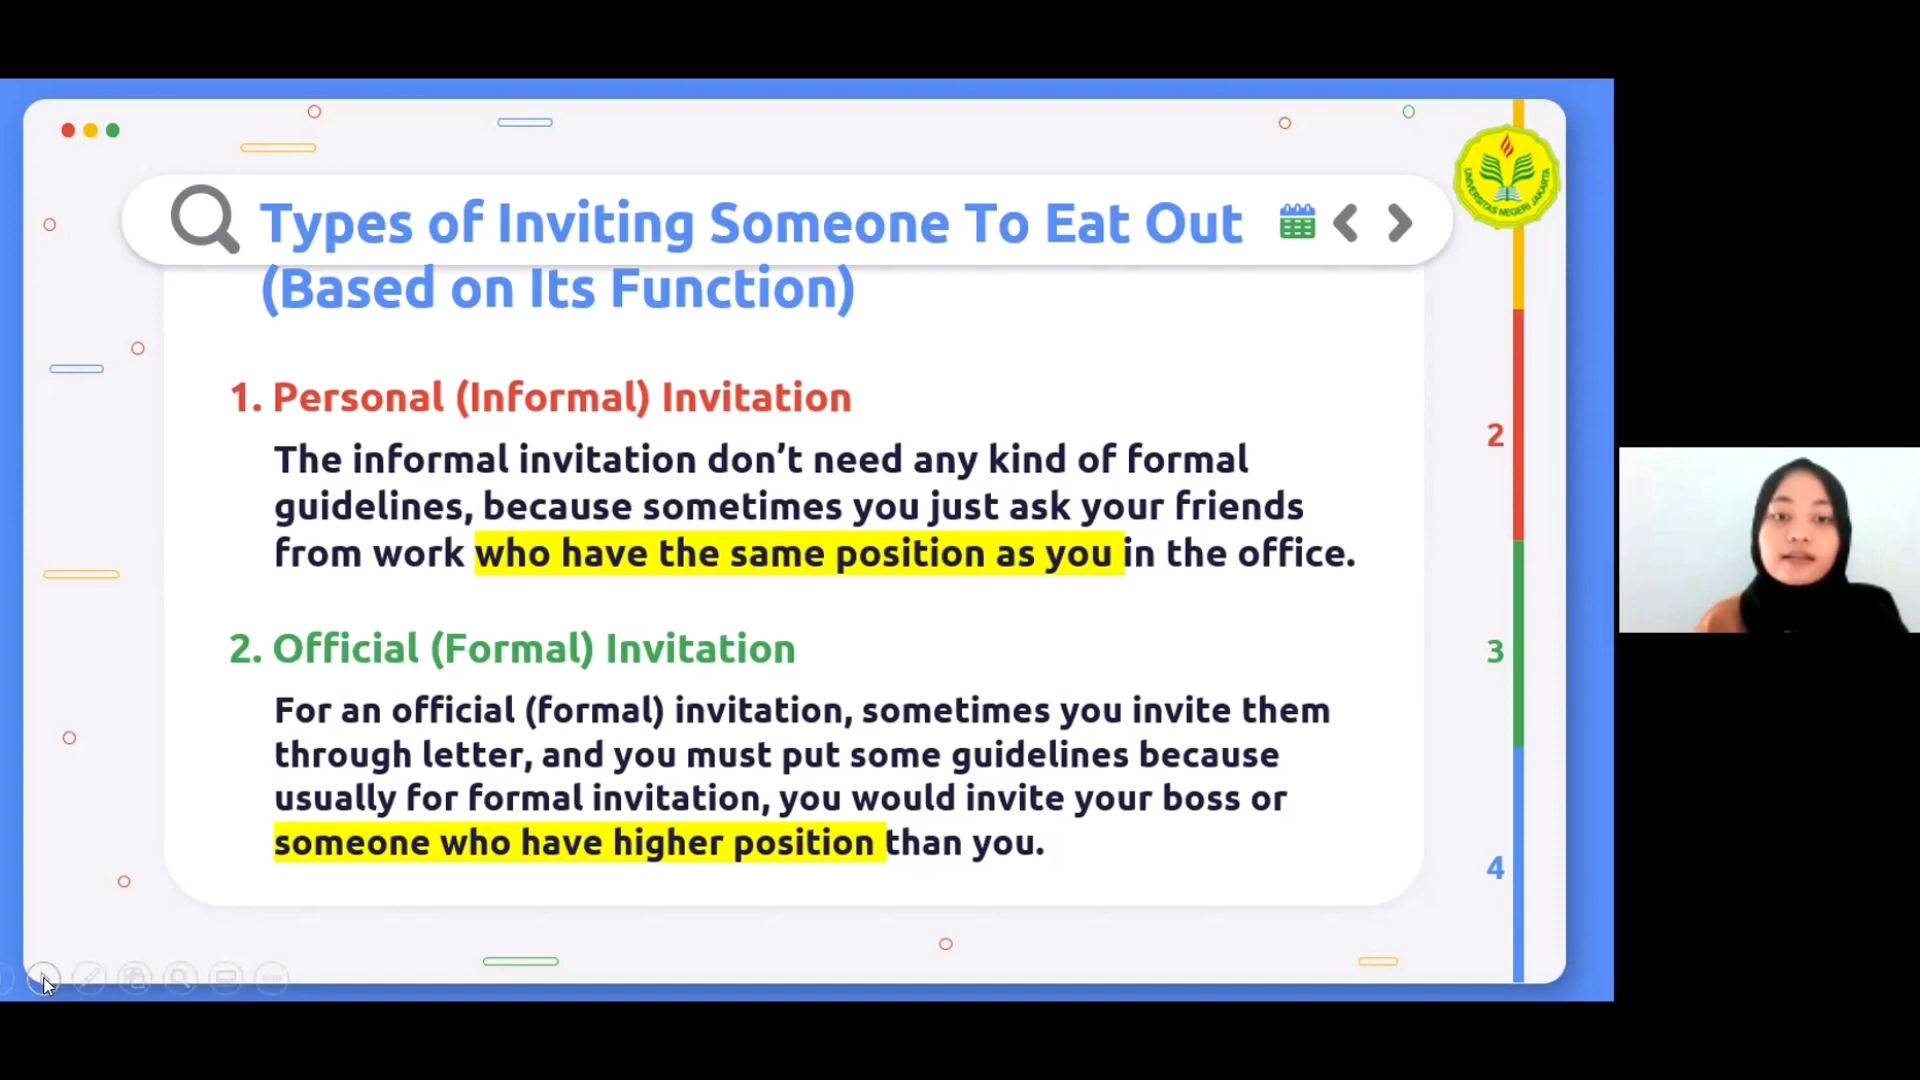 Types of Inviting Someone To Eat Out
(Based on Its Function)
UNIVERSITAS NEGERI JAKARTA
1. Personal (Informal) Invitation
The informal invitation don’t need any kind of formal
guidelines, because sometimes you just ask your friends
from work who have the same position as you in the office.
2
2. Official (Formal) Invitation
For an official (formal) invitation, sometimes you invite them
through letter, and you must put some guidelines because
usually for formal invitation, you would invite your boss or
someone who have higher position than you.
3
4